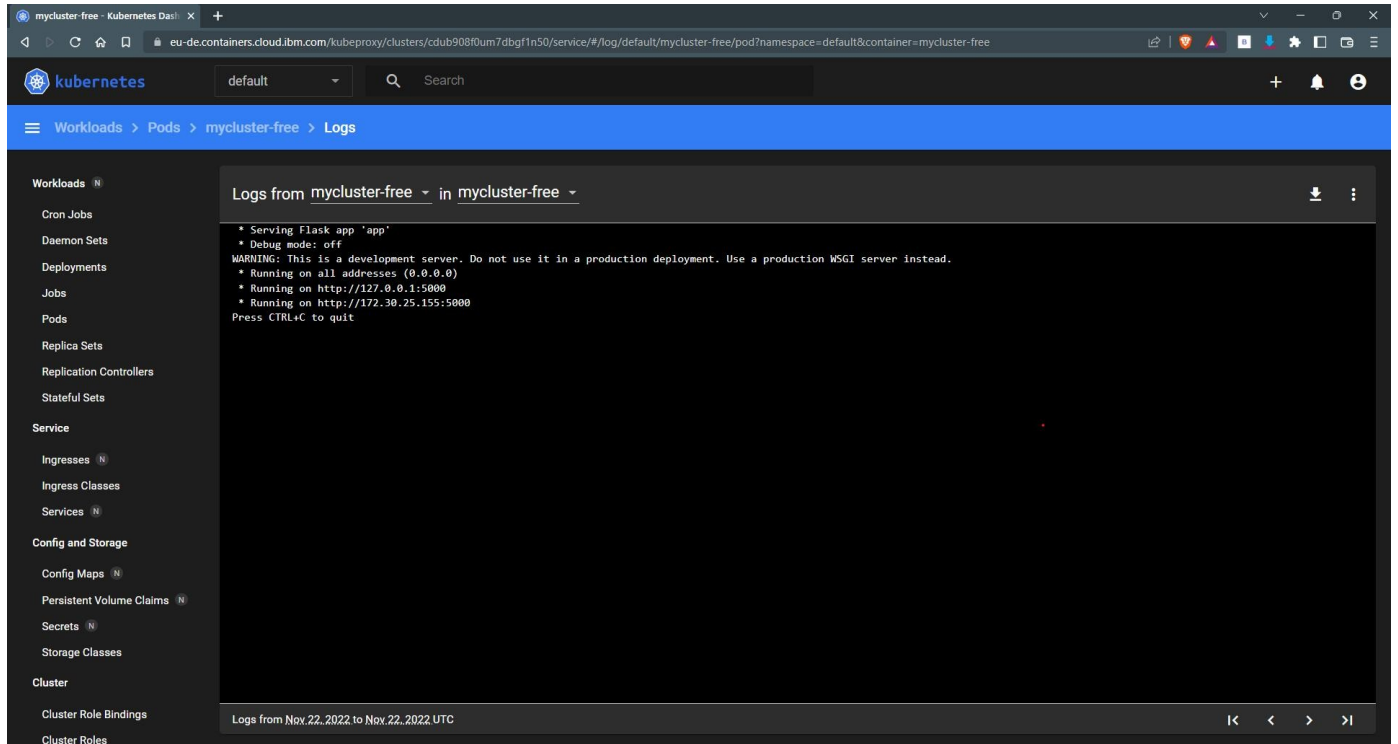 mycluster-free - Kubernetes Dash
eu-de.containers.cloud.ibm.com/kubeproxy/clusters/cdub908f0um7dbgf1n50/service/#/log/default/mycluster-free/pod?namespace=default&container=mycluster-free
kubernetes
default
Search
Workloads > Pods > mycluster-free > Logs
Workloads N
Cron Jobs
Daemon Sets
Deployments
Jobs
Pods
Replica Sets
Replication Controllers
Stateful Sets
Service
Ingresses N
Ingress Classes
Services N
Config and Storage
Config Maps N
Persistent Volume Claims N
Secrets N
Storage Classes
Cluster
Cluster Role Bindings
Cluster Roles
Logs from mycluster-free in mycluster-free
* Serving Flask app 'app'
* Debug mode: off
WARNING: This is a development server. Do not use it in a production deployment. Use a production WSGI server instead.
* Running on all addresses (0.0.0.0)
* Running on http://127.0.0.1:5000
* Running on http://172.30.25.155:5000
Press CTRL+C to quit
Logs from Nov 22, 2022 to Nov 22, 2022 UTC